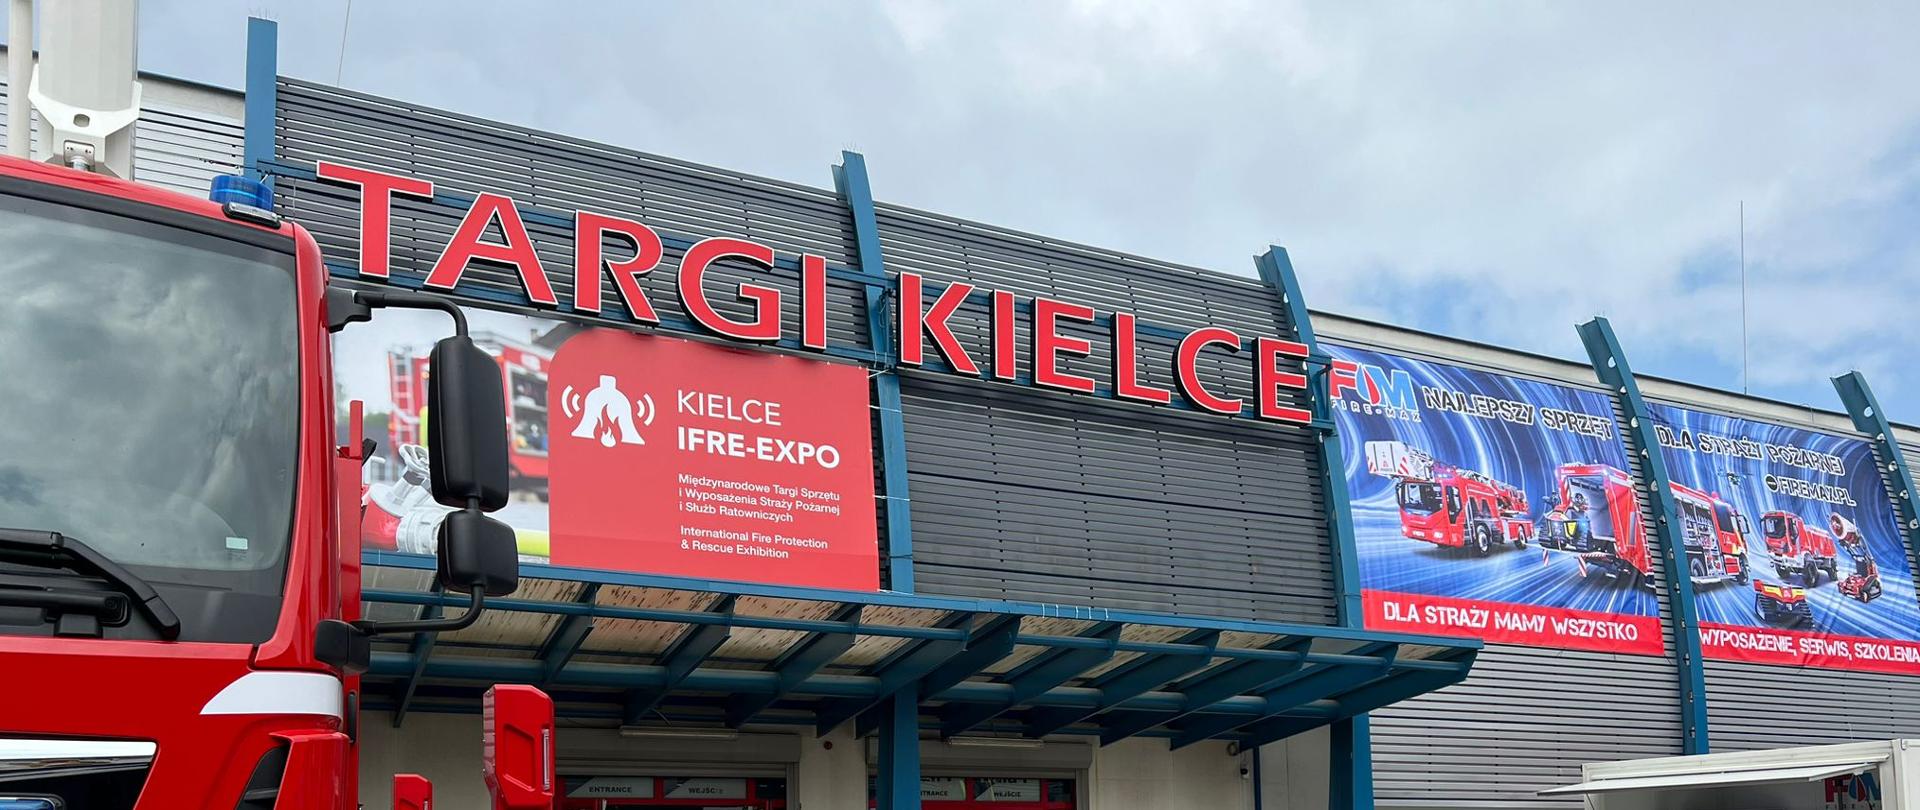 TARGI KIELCE
KIELCE
IFRE-EXPO
Międzynarodowe Targi Sprzętu
i Wyposażenia Straży Pożarnej
i Służb Ratowniczych
International Fire Protection
& Rescue Exhibition
FIRE-MAX
NAJLEPSZY SPRZĘT
DLA STRAŻY POŻARNEJ
FIREMAX.PL
DLA STRAŻY MAMY WSZYSTKO
WYPOSAŻENIE, SERWIS, SZKOLENIA
ENTRANCE
WEJŚCIE
ENTRANCE
WEJŚCIE